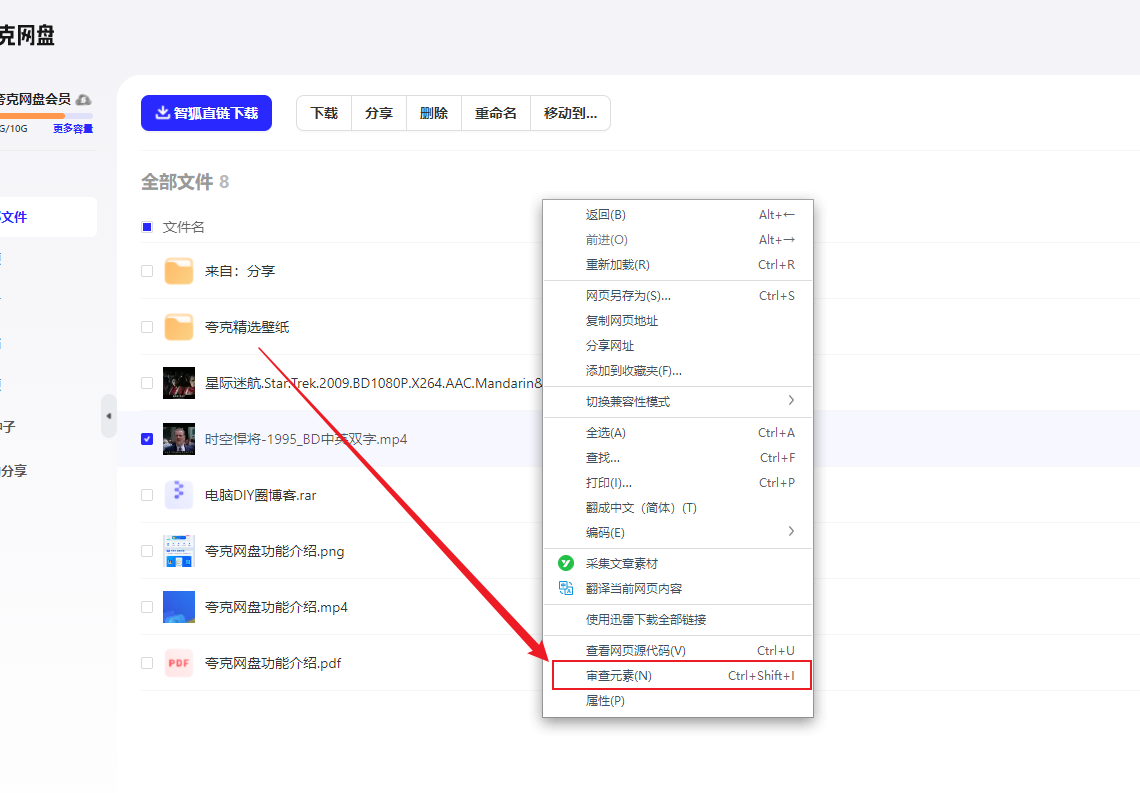 克网盘
夸克网盘会员
G/10G 更多容量
文件
分享
智狐直链下载 下载 分享 删除 重命名 移动到...
全部文件 8
文件名
来自：分享
夸克精选壁纸
星际迷航.Star.Trek.2009.BD1080P.X264.AAC.Mandarin&
时空悍将-1995_BD中英双字.mp4
电脑DIY圈博客.rar
夸克网盘功能介绍.png
夸克网盘功能介绍.mp4
PDF 夸克网盘功能介绍.pdf
返回(B) Alt+←
前进(O) Alt+→
重新加载(R) Ctrl+R
网页另存为(S)... Ctrl+S
复制网页地址
分享网址
添加到收藏夹(F)...
切换兼容性模式
全选(A) Ctrl+A
查找... Ctrl+F
打印(I)... Ctrl+P
翻成中文（简体）(T)
编码(E)
采集文章素材
翻译当前网页内容
使用迅雷下载全部链接
查看网页源代码(V) Ctrl+U
审查元素(N) Ctrl+Shift+I
属性(P)